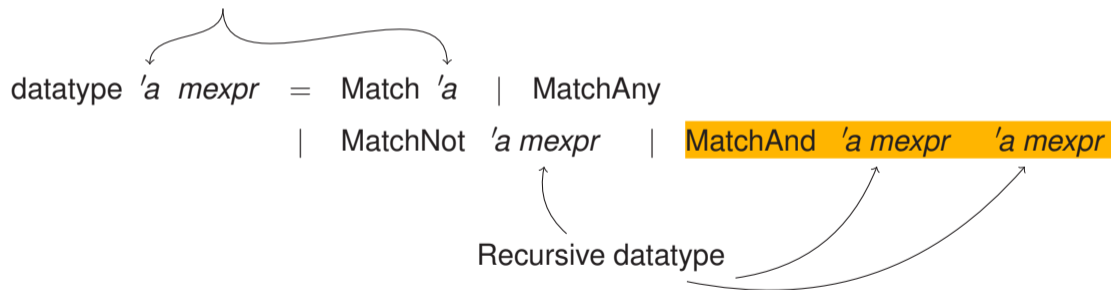 datatype 'a mexpr = Match 'a | MatchAny
| MatchNot 'a mexpr | MatchAnd 'a mexpr 'a mexpr
Recursive datatype